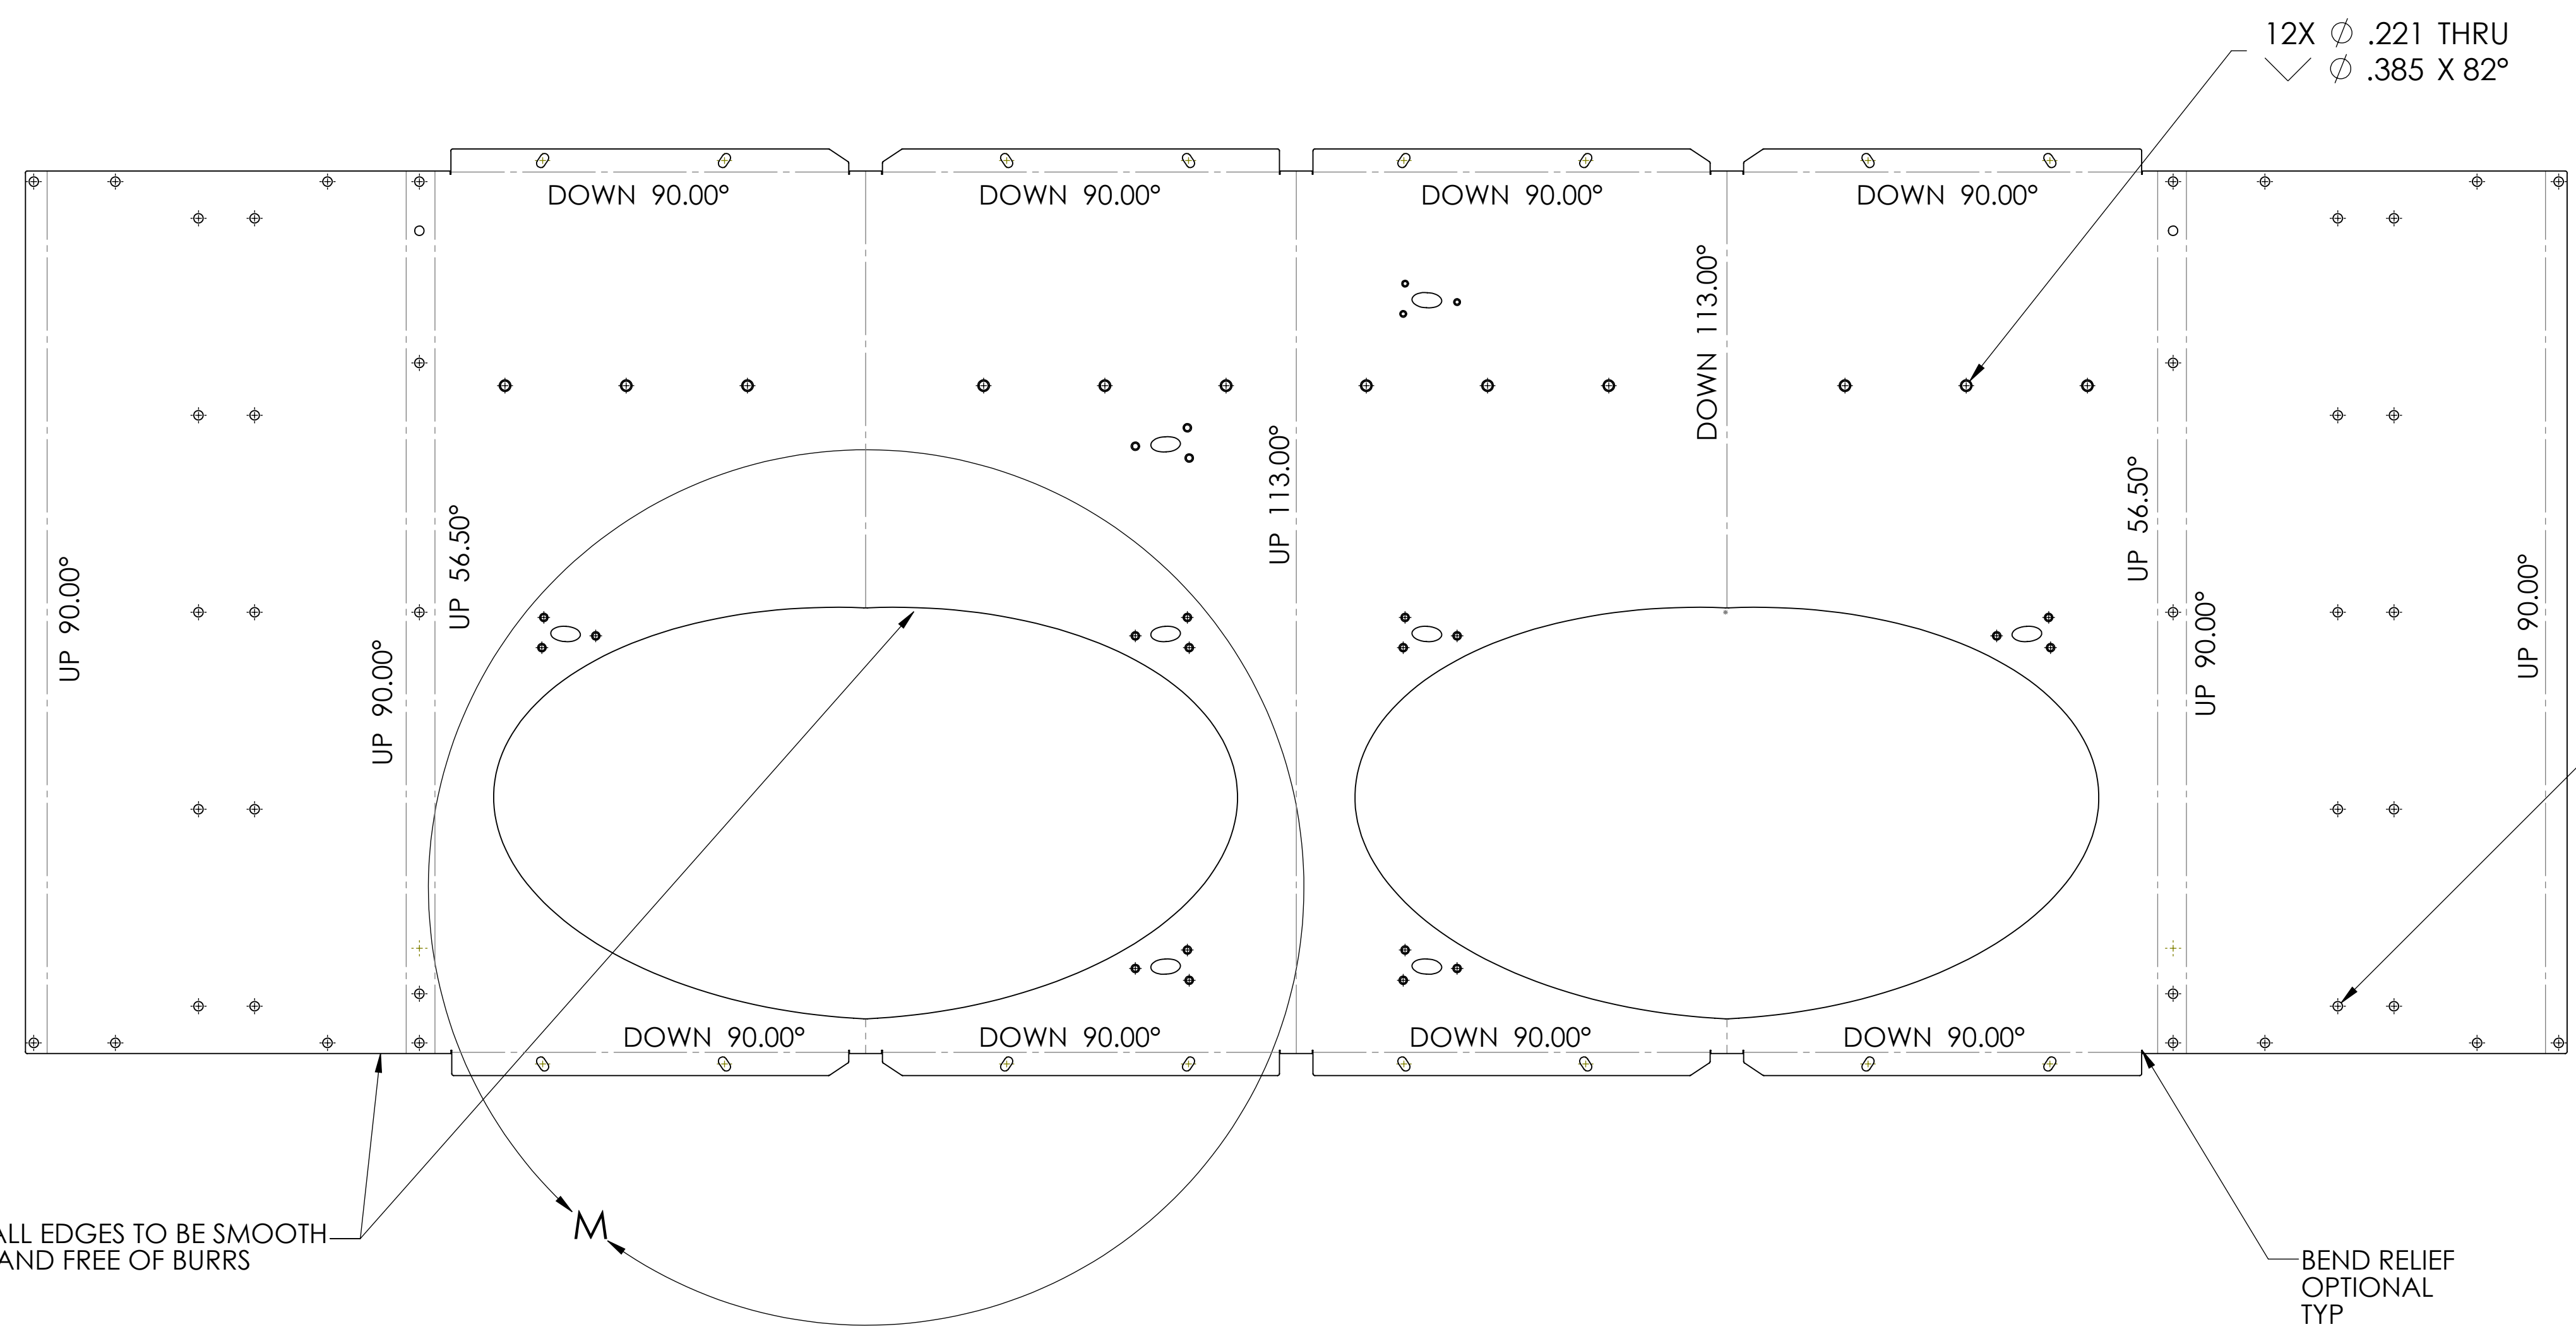 12X ∅ .221 THRU
⌵ ∅ .385 X 82°
DOWN 90.00°
DOWN 90.00°
DOWN 90.00°
DOWN 90.00°
UP 90.00°
UP 90.00°
UP 56.50°
UP 113.00°
DOWN 113.00°
UP 56.50°
UP 90.00°
UP 90.00°
DOWN 90.00°
DOWN 90.00°
DOWN 90.00°
DOWN 90.00°
M
ALL EDGES TO BE SMOOTH
AND FREE OF BURRS
BEND RELIEF
OPTIONAL
TYP